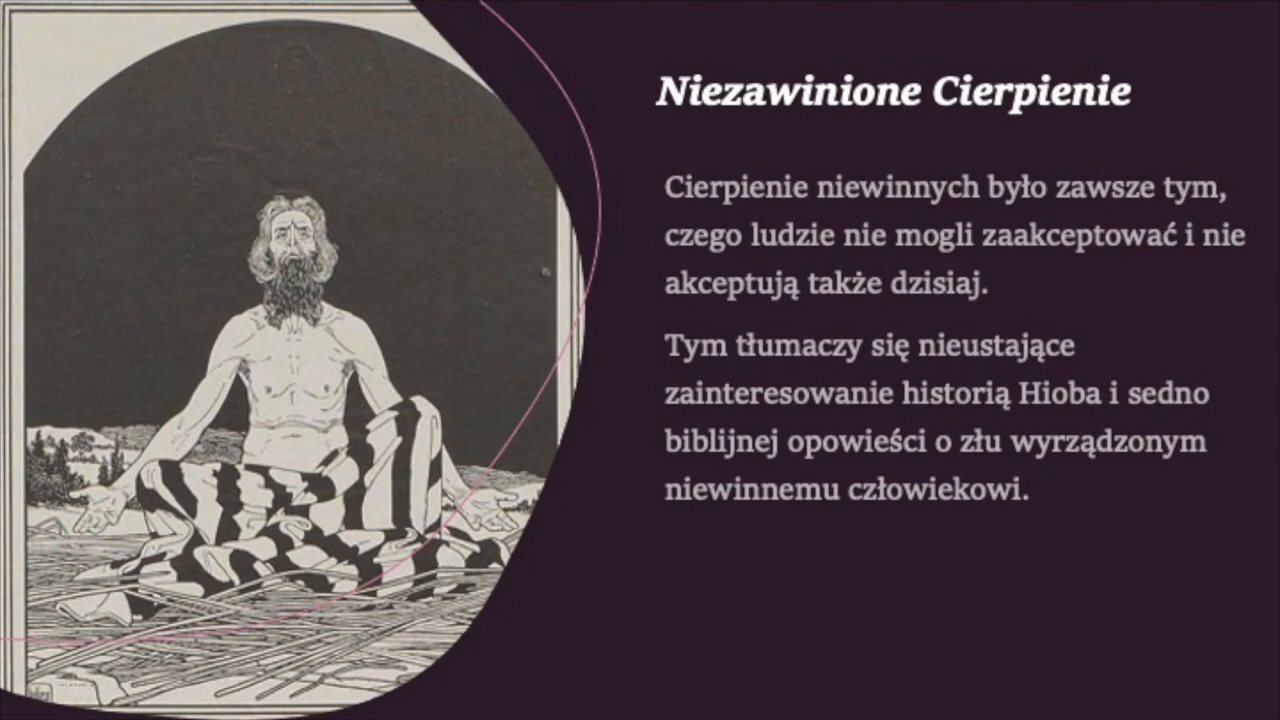 Niezawinione Cierpienie
Cierpienie niewinnych było zawsze tym,
czego ludzie nie mogli zaakceptować i nie
akceptują także dzisiaj.
Tym tłumaczy się nieustające
zainteresowanie historią Hioba i sedno
biblijnej opowieści o złu wyrządzonym
niewinnemu człowiekowi.